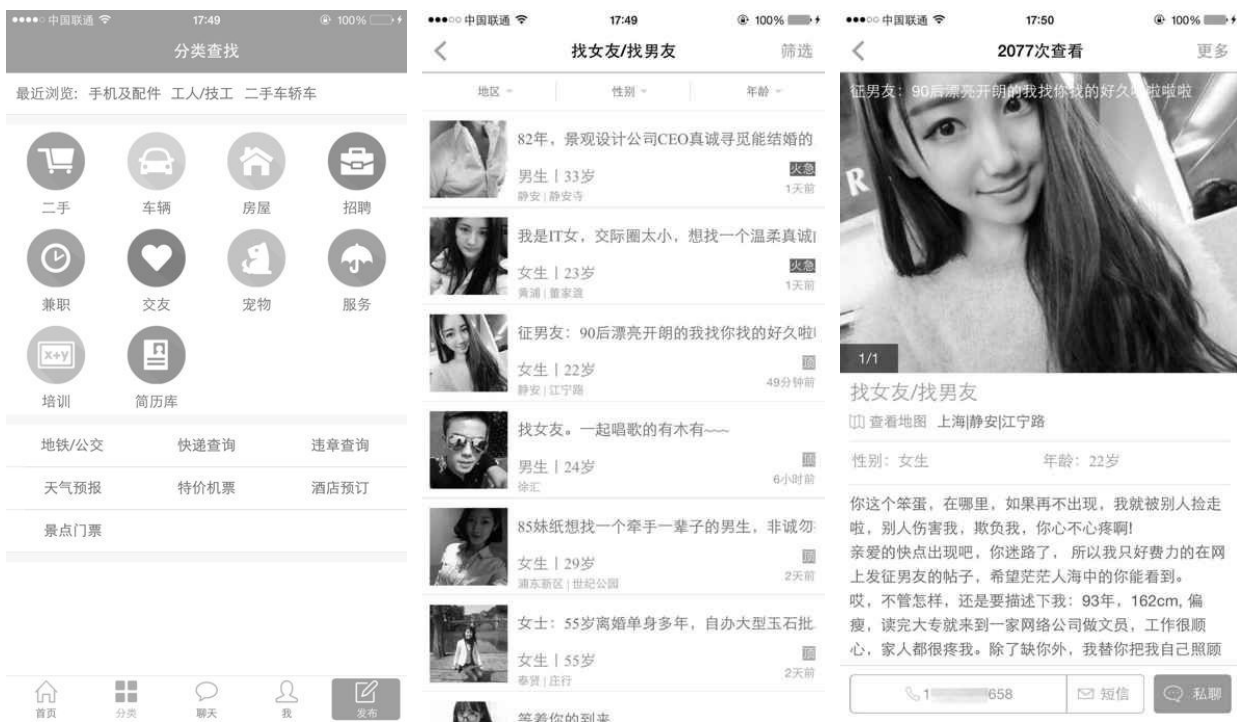 中国联通
17:49
100%
分类查找
最近浏览: 手机及配件 工人/技工 二手车轿车
二手
车辆
房屋
招聘
兼职
交友
宠物
服务
x+y
培训
简历库
地铁/公交
快递查询
违章查询
天气预报
特价机票
酒店预订
景点门票
首页
分类
聊天
我
发布
中国联通
17:49
100%
找女友/找男友
筛选
地区
性别
年龄
82年，景观设计公司CEO真诚寻觅能结婚的
男生 | 33岁
火急
静安 | 静安寺
1天前
我是IT女，交际圈太小，想找一个温柔真诚
女生 | 23岁
火急
黄浦 | 董家渡
1天前
征男友：90后漂亮开朗的我找你找的好久啦
女生 | 22岁
顶
静安 | 江宁路
49分钟前
找女友。一起唱歌的有木有~~~
男生 | 24岁
顶
徐汇
6小时前
85妹纸想找一个牵手一辈子的男生，非诚勿
女生 | 29岁
顶
浦东新区 | 世纪公园
2天前
女士：55岁离婚单身多年，自办大型玉石批
女生 | 55岁
顶
奉贤 | 庄行
2天前
等着你的到来
中国联通
17:50
100%
2077次查看
更多
征男友：90后漂亮开朗的我找你找的好久啦啦啦啦
R
1/1
找女友/找男友
查看地图 上海|静安|江宁路
性别: 女生
年龄: 22岁
你这个笨蛋，在哪里，如果再不出现，我就被别人捡走
啦，别人伤害我，欺负我，你心不心疼啊!
亲爱的快点出现吧，你迷路了， 所以我只好费力的在网
上发征男友的帖子，希望茫茫人海中的你能看到。
哎，不管怎样，还是要描述下我：93年，162cm, 偏
瘦，读完大专就来到一家网络公司做文员，工作很顺
心，家人都很疼我。除了缺你外，我替你把我自己照顾
1 658
短信
私聊